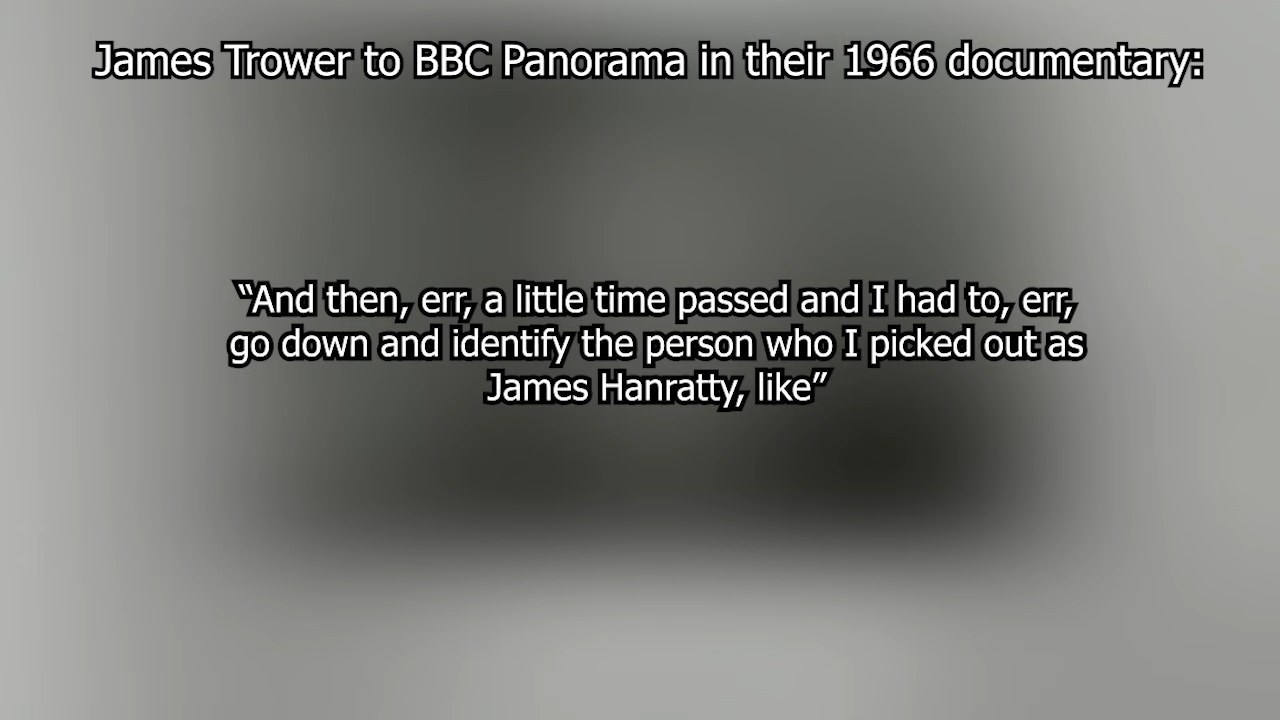 James Trower to BBC Panorama in their 1966 documentary:
“And then, err, a little time passed and I had to, err,
go down and identify the person who I picked out as
James Hanratty, like”